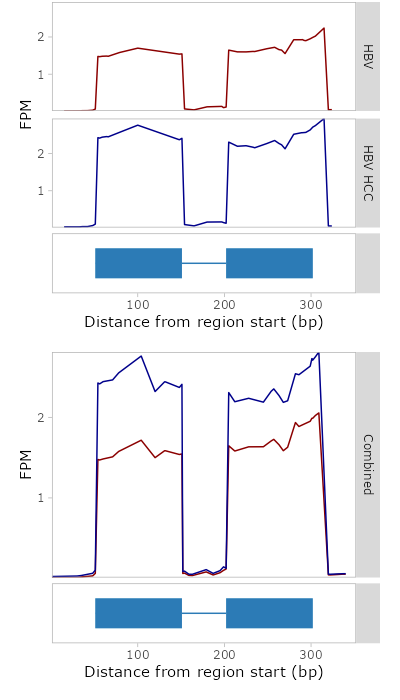 2
1
HBV
FPM
2
1
HBV HCC
100 200 300
Distance from region start (bp)
2
1
FPM
Combined
100 200 300
Distance from region start (bp)